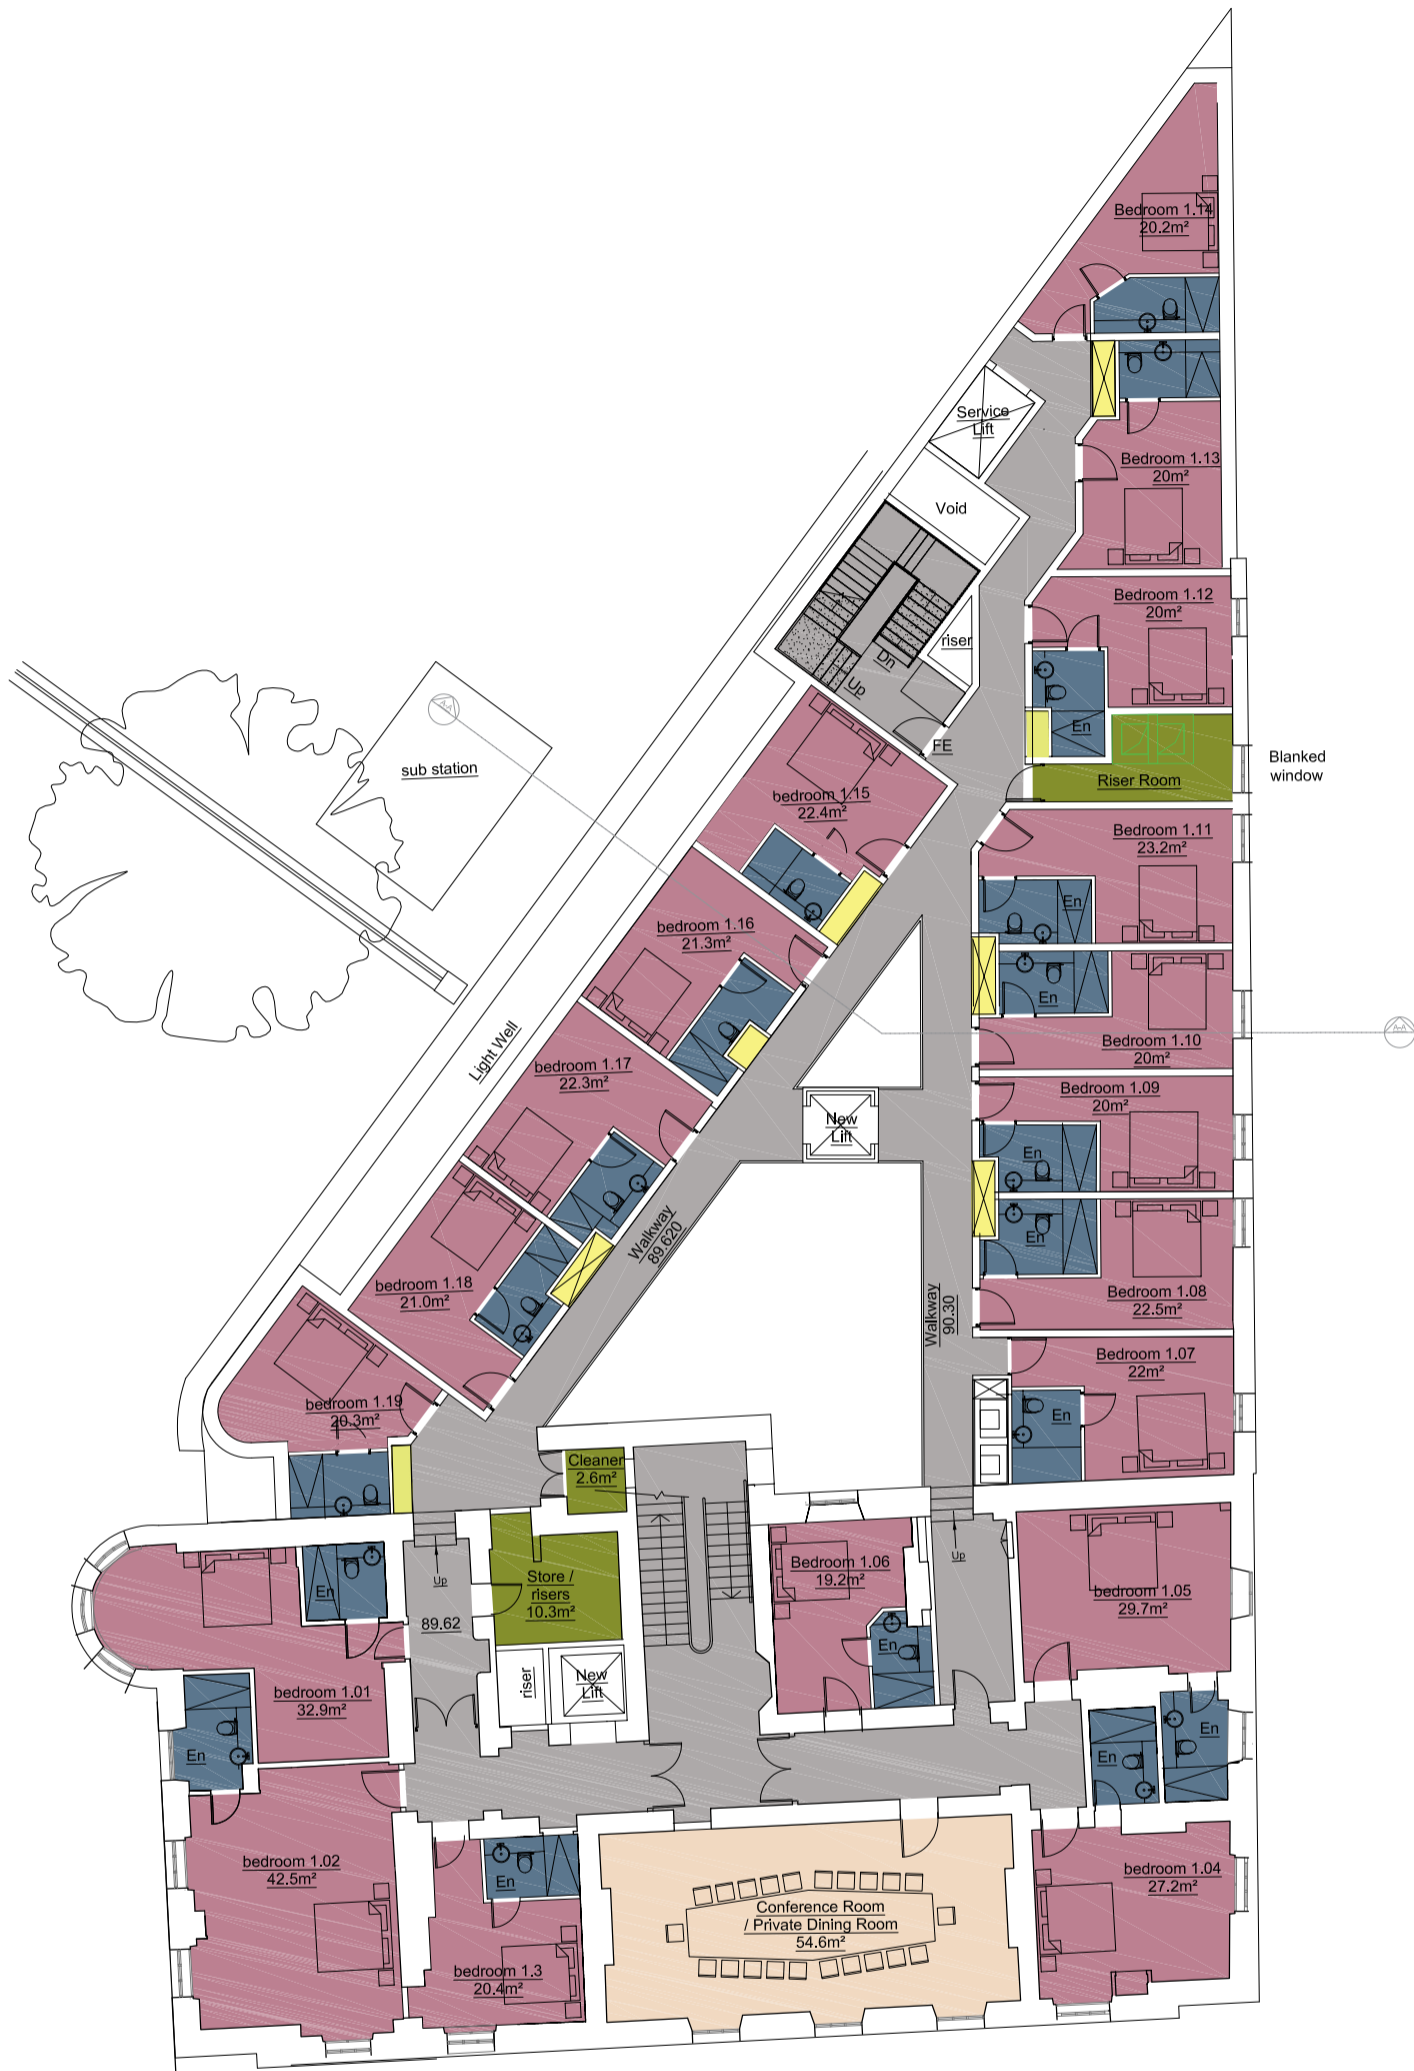 Bedroom 1.14
20.2m²
Service
Lift
Bedroom 1.13
20m²
Void
Bedroom 1.12
20m²
riser
Dn
Up
En
FE
Riser Room
Blanked
window
A-A
sub station
bedroom 1.15
22.4m²
Bedroom 1.11
23.2m²
En
bedroom 1.16
21.3m²
En
Bedroom 1.10
20m²
A-A
Light Well
bedroom 1.17
22.3m²
Bedroom 1.09
20m²
New
Lift
En
Walkway
89.620
En
bedroom 1.18
21.0m²
Bedroom 1.08
22.5m²
Walkway
90.30
Bedroom 1.07
22m²
bedroom 1.19
20.3m²
En
Cleaner
2.6m²
Up
Up
Bedroom 1.06
19.2m²
Store /
risers
10.3m²
En
bedroom 1.05
29.7m²
89.62
En
riser
New
Lift
bedroom 1.01
32.9m²
En
En
En
bedroom 1.02
42.5m²
En
bedroom 1.04
27.2m²
Conference Room
/ Private Dining Room
54.6m²
bedroom 1.3
20.4m²